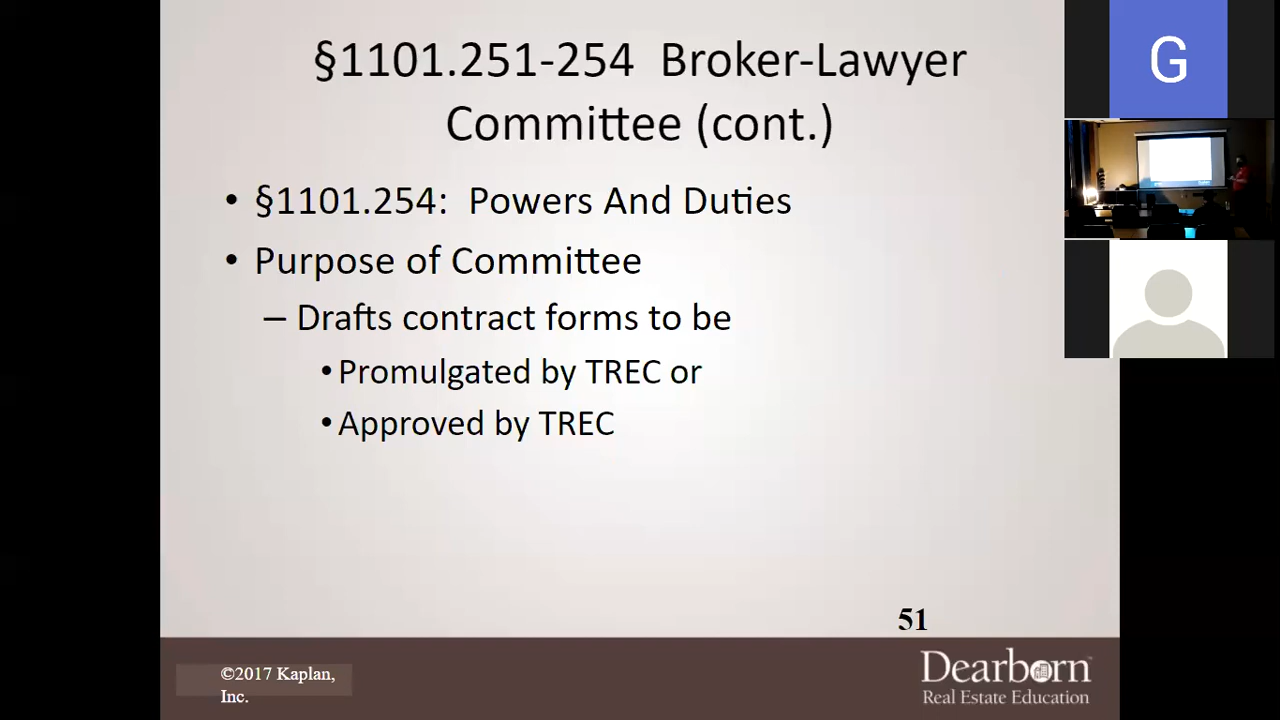 §1101.251-254 Broker-Lawyer
Committee (cont.)
• §1101.254: Powers And Duties
• Purpose of Committee
– Drafts contract forms to be
• Promulgated by TREC or
• Approved by TREC
51
©2017 Kaplan,
Inc.
Dearborn
Real Estate Education
G